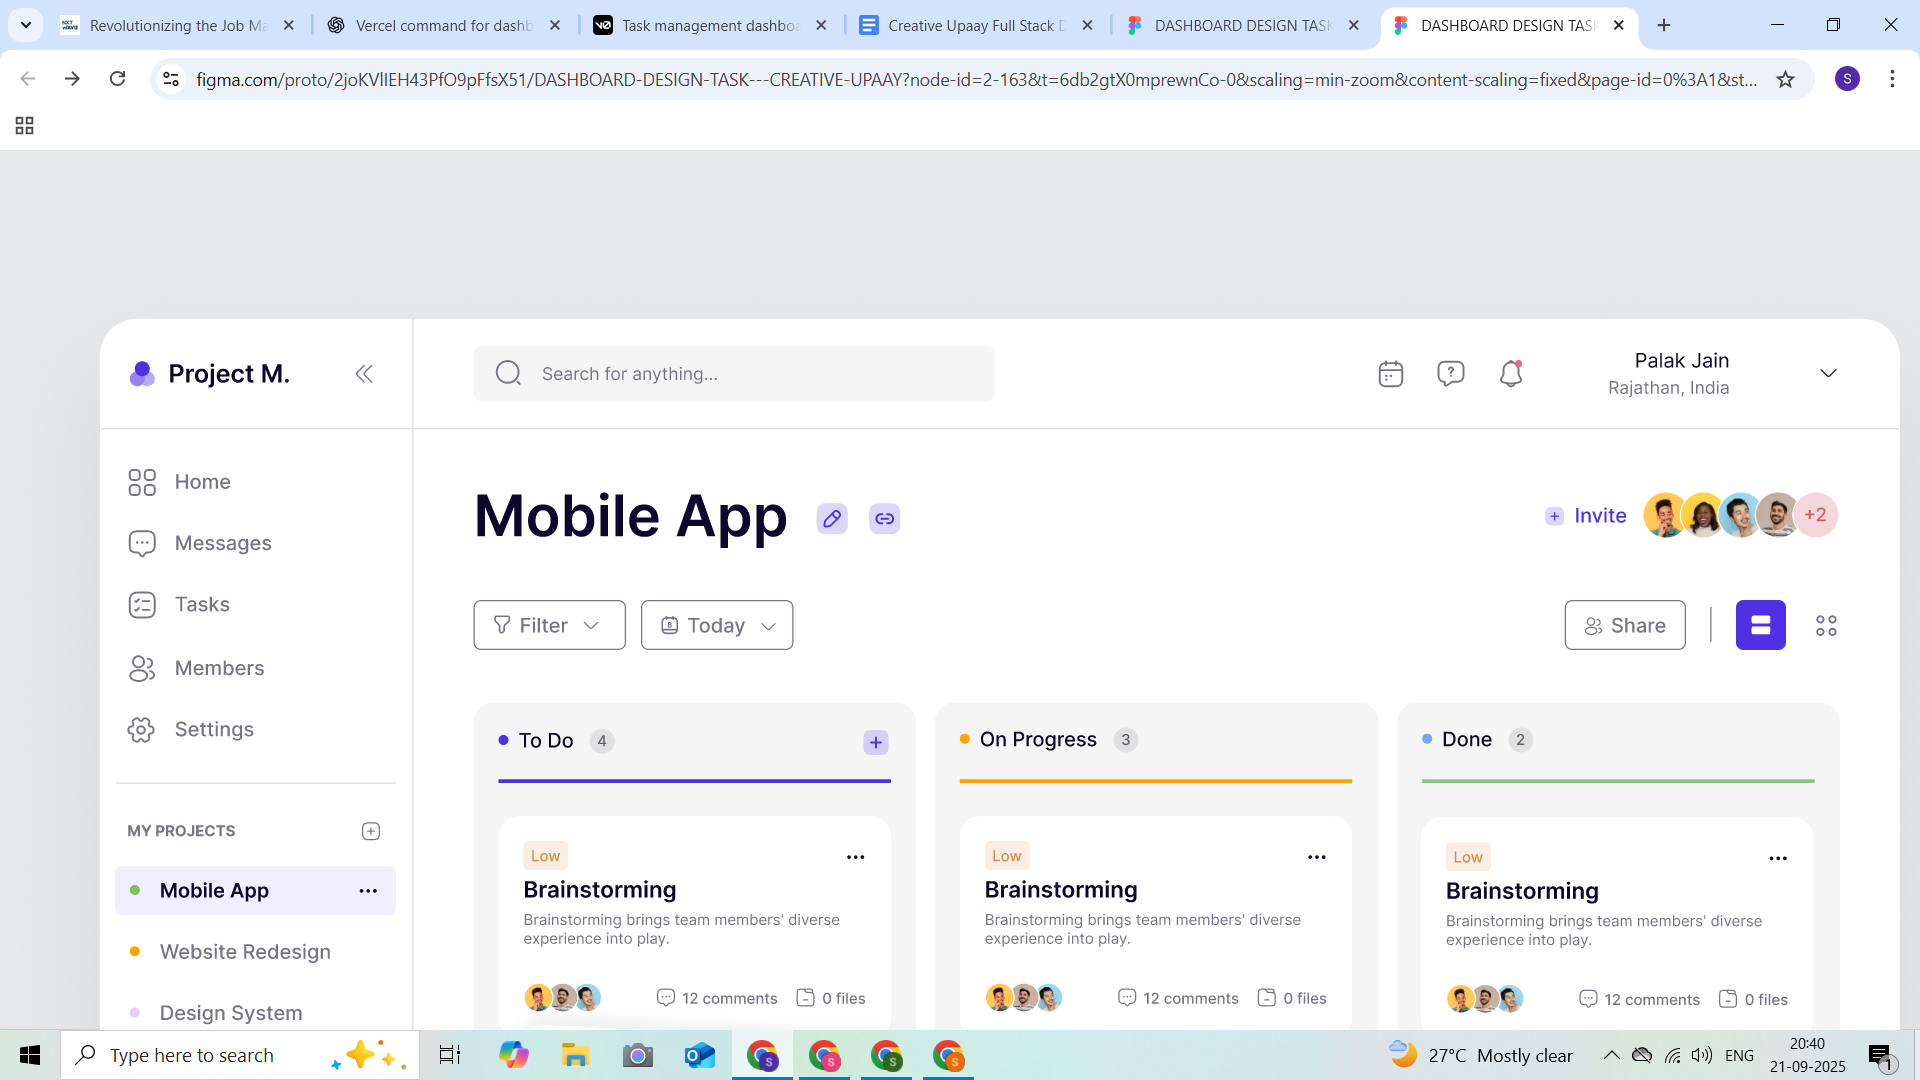 Revolutionizing the Job Ma
Vercel command for dashb
Task management dashboa
Creative Upaay Full Stack D
DASHBOARD DESIGN TASK
DASHBOARD DESIGN TASK
figma.com/proto/2joKVlIEH43PfO9pFfsX51/DASHBOARD-DESIGN-TASK---CREATIVE-UPAAY?node-id=2-163&t=6db2gtX0mprewnCo-0&scaling=min-zoom&content-scaling=fixed&page-id=0%3A1&st...
S
Project M.
Search for anything...
Palak Jain
Rajathan, India
Home
Messages
Tasks
Members
Settings
MY PROJECTS
Mobile App
Website Redesign
Design System
Mobile App
+ Invite
+2
Filter
Today
Share
To Do 4
On Progress 3
Done 2
Low
Brainstorming
Brainstorming brings team members' diverse
experience into play.
12 comments
0 files
Low
Brainstorming
Brainstorming brings team members' diverse
experience into play.
12 comments
0 files
Low
Brainstorming
Brainstorming brings team members' diverse
experience into play.
12 comments
0 files
Type here to search
27°C Mostly clear
ENG
20:40
21-09-2025
1